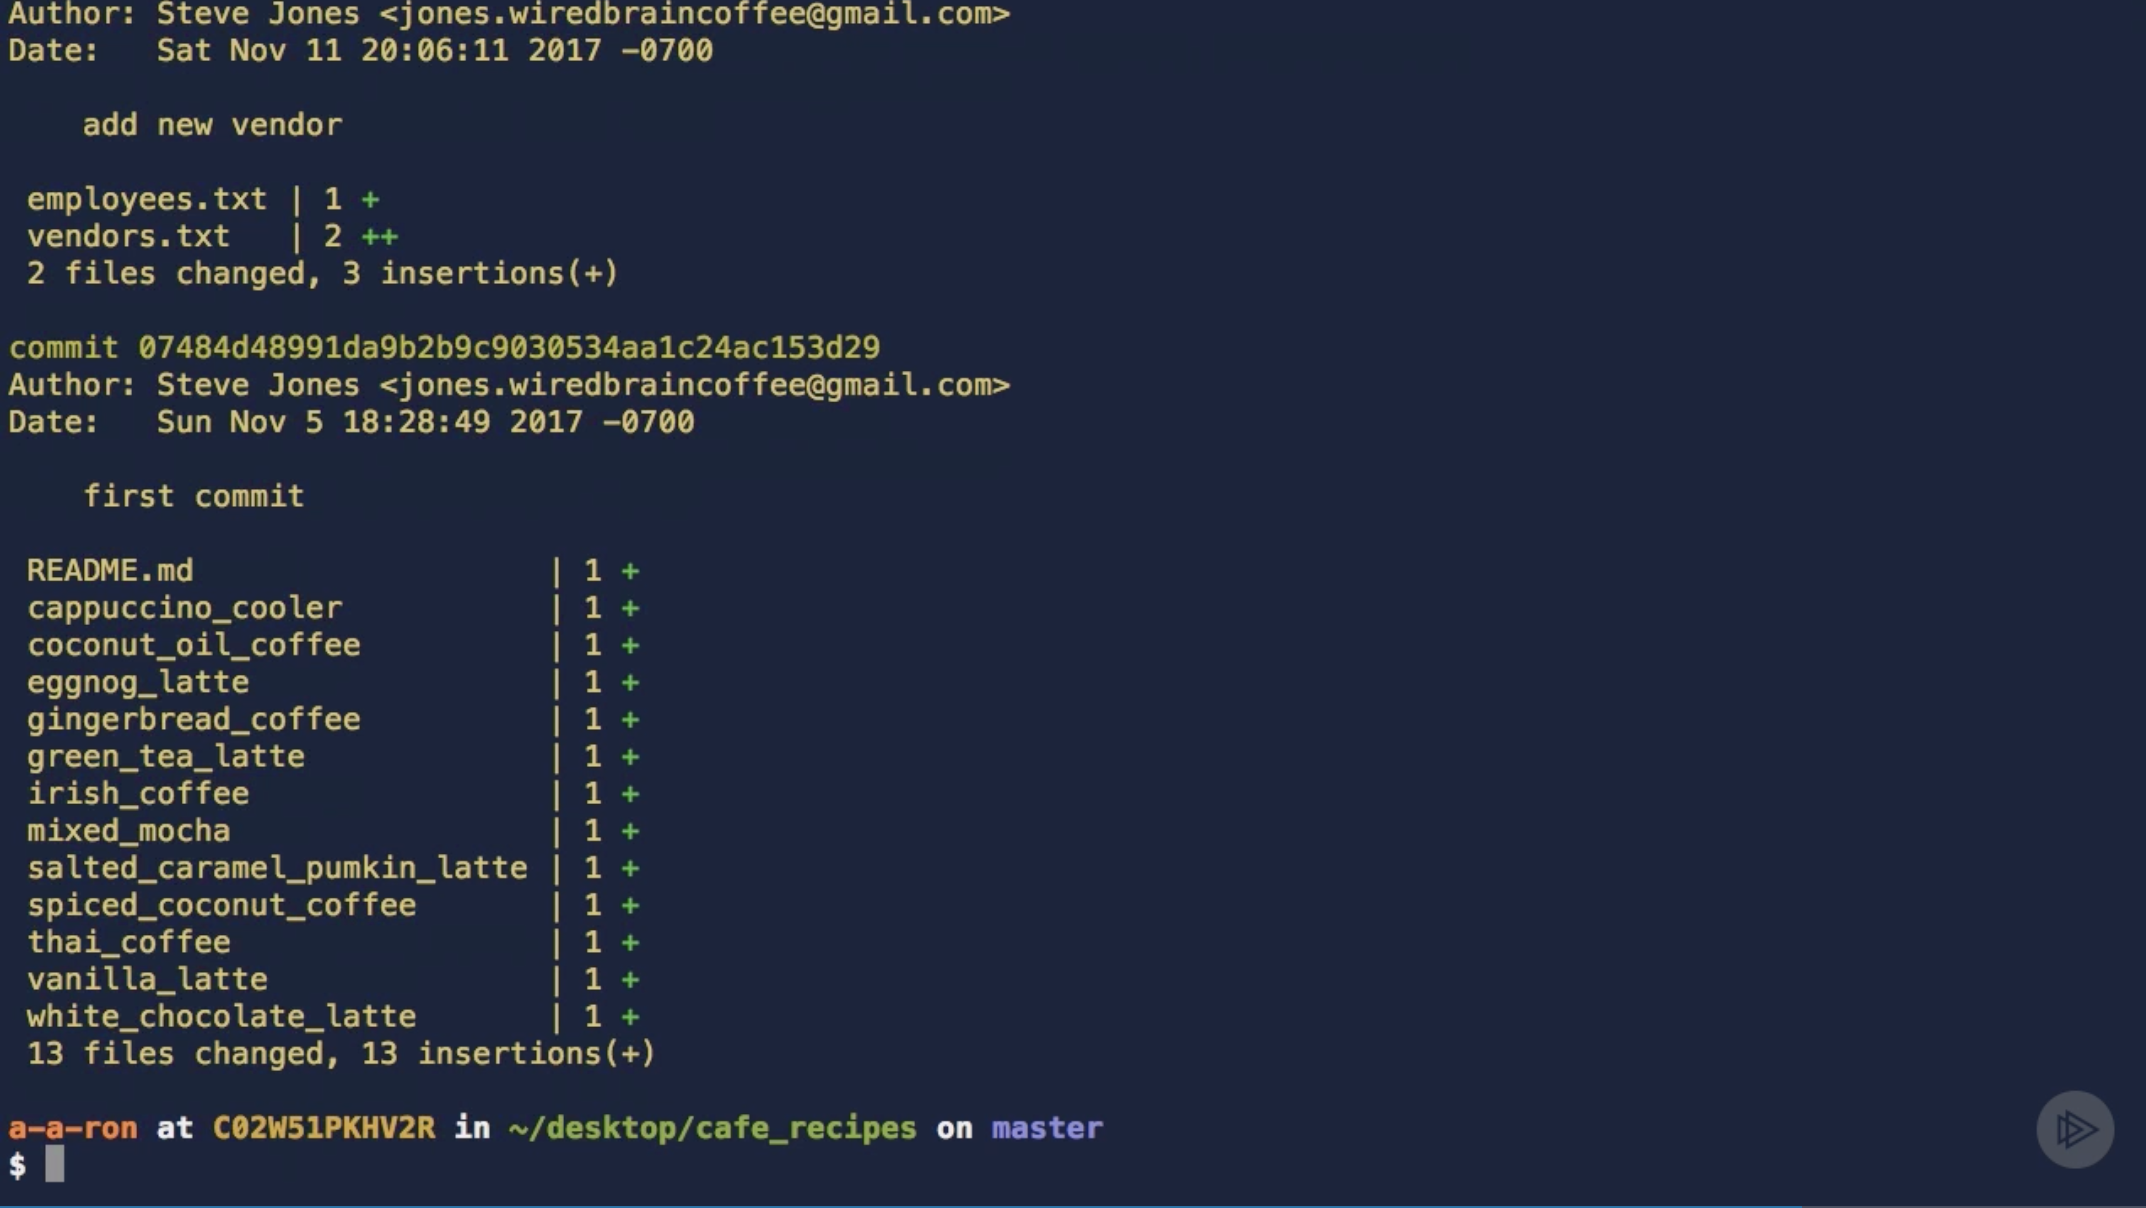 Author: Steve Jones <jones.wiredbraincoffee@gmail.com>
Date:   Sat Nov 11 20:06:11 2017 -0700
add new vendor
employees.txt | 1 +
vendors.txt   | 2 ++
2 files changed, 3 insertions(+)
commit 07484d48991da9b2b9c9030534aa1c24ac153d29
Author: Steve Jones <jones.wiredbraincoffee@gmail.com>
Date:   Sun Nov 5 18:28:49 2017 -0700
first commit
README.md                   | 1 +
cappuccino_cooler           | 1 +
coconut_oil_coffee          | 1 +
eggnog_latte                | 1 +
gingerbread_coffee          | 1 +
green_tea_latte             | 1 +
irish_coffee                | 1 +
mixed_mocha                 | 1 +
salted_caramel_pumkin_latte | 1 +
spiced_coconut_coffee       | 1 +
thai_coffee                 | 1 +
vanilla_latte               | 1 +
white_chocolate_latte       | 1 +
13 files changed, 13 insertions(+)
a-a-ron at C02W51PKHV2R in ~/desktop/cafe_recipes on master
$